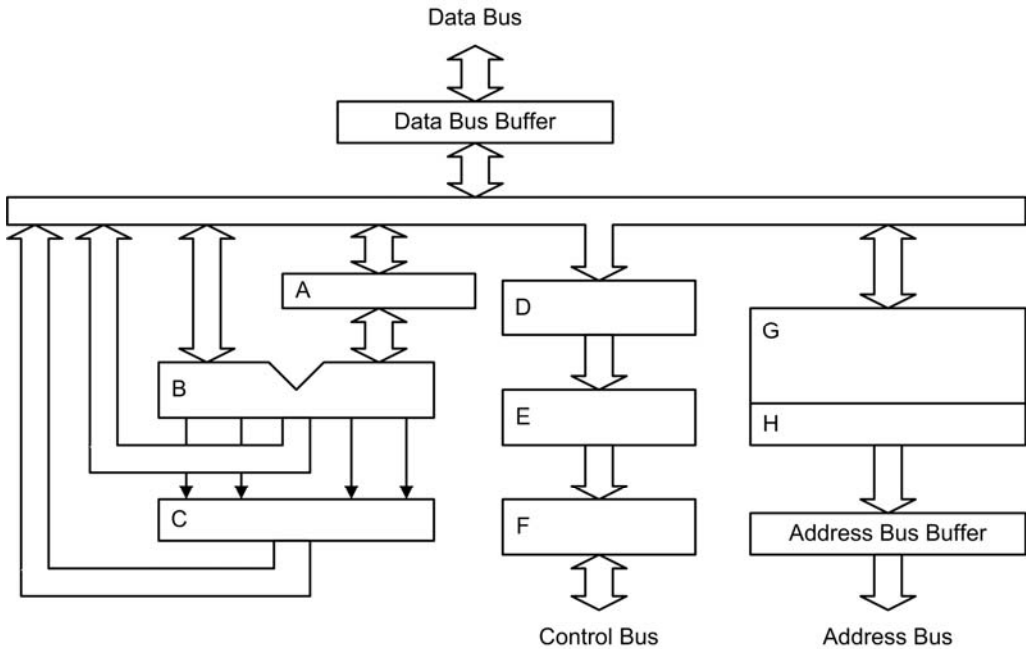 Data Bus
Data Bus Buffer
A
D
G
B
E
H
C
F
Address Bus Buffer
Control Bus
Address Bus